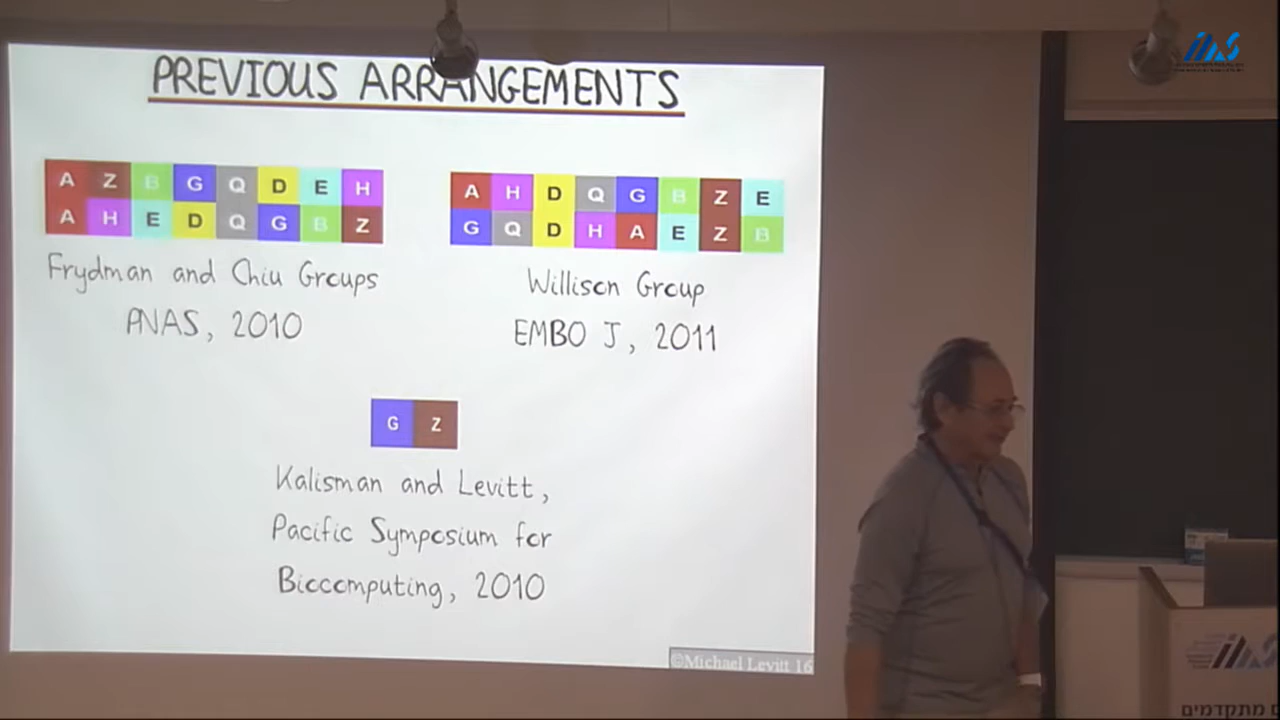 PREVIOUS ARRANGEMENTS
A Z B G Q D E H
A H E D Q G B Z
Frydman and Chiu Groups
PNAS, 2010
A H D Q G B Z E
G Q D H A E Z B
Willison Group
EMBO J, 2011
G Z
Kalisman and Levitt,
Pacific Symposium for
Biocomputing, 2010
©Michael Levitt 16
מתקדמים